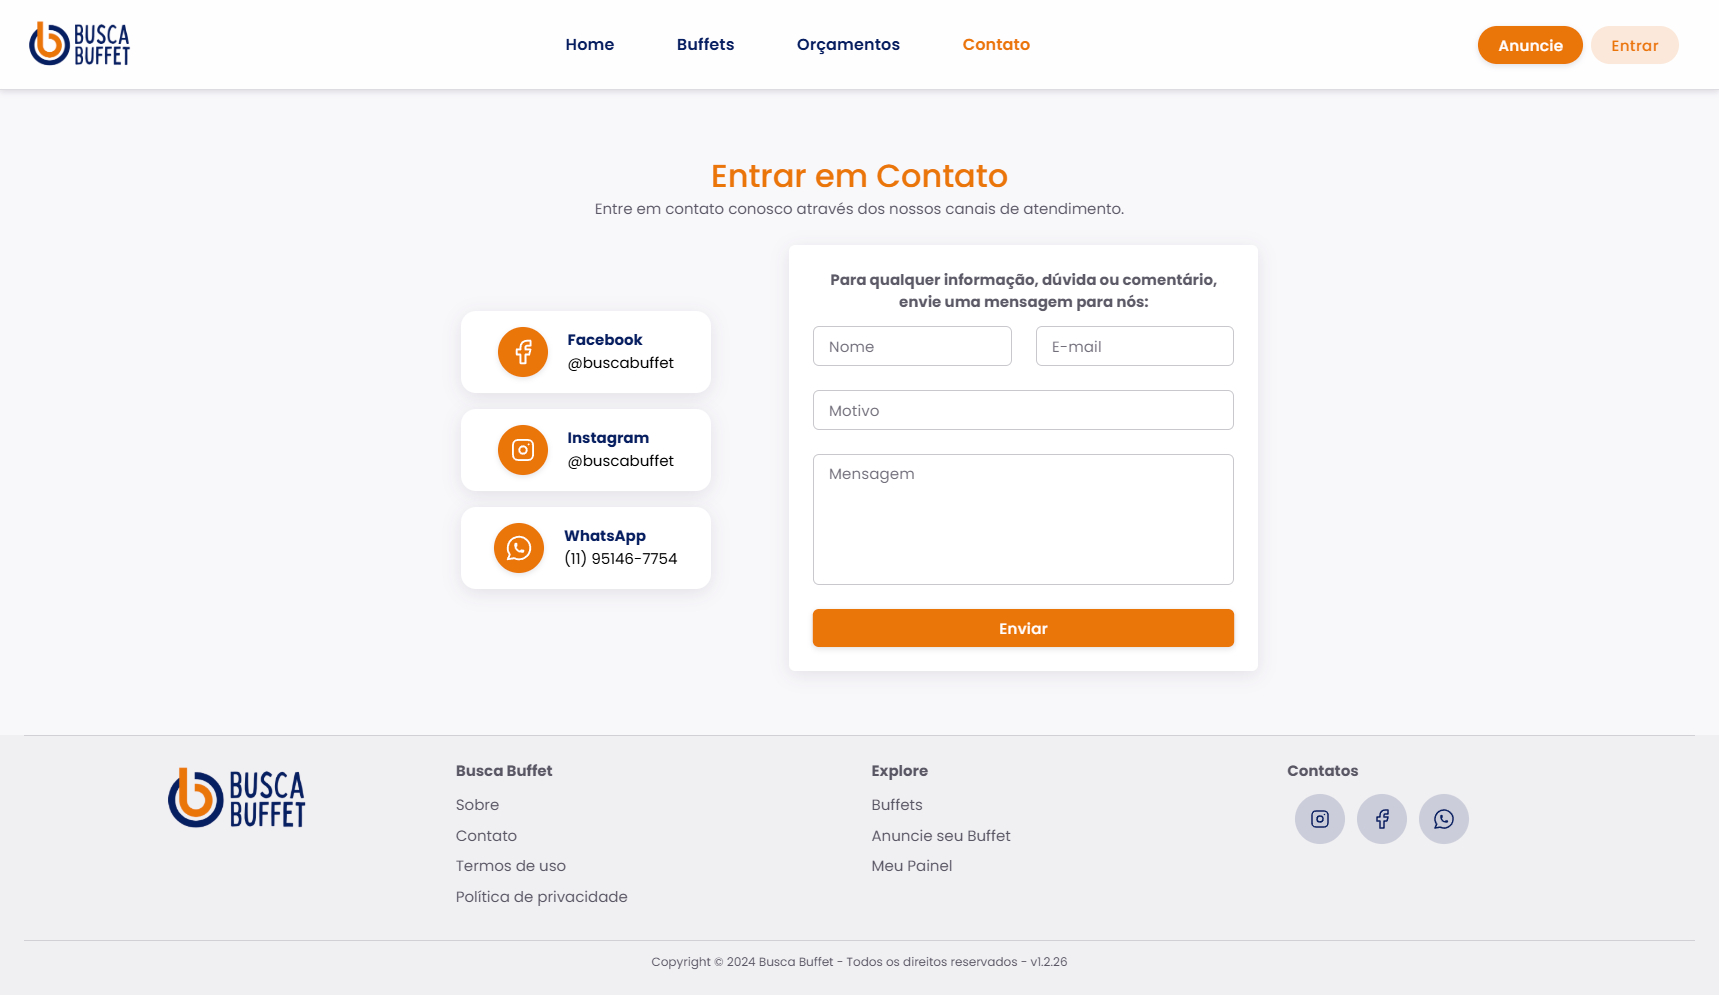 BUSCA
BUFFET
Home
Buffets
Orçamentos
Contato
Anuncie
Entrar
Entrar em Contato
Entre em contato conosco através dos nossos canais de atendimento.
Facebook
@buscabuffet
Instagram
@buscabuffet
WhatsApp
(11) 95146-7754
Para qualquer informação, dúvida ou comentário,
envie uma mensagem para nós:
Nome
E-mail
Motivo
Mensagem
Enviar
BUSCA
BUFFET
Busca Buffet
Sobre
Contato
Termos de uso
Política de privacidade
Explore
Buffets
Anuncie seu Buffet
Meu Painel
Contatos
Copyright © 2024 Busca Buffet - Todos os direitos reservados - v1.2.26